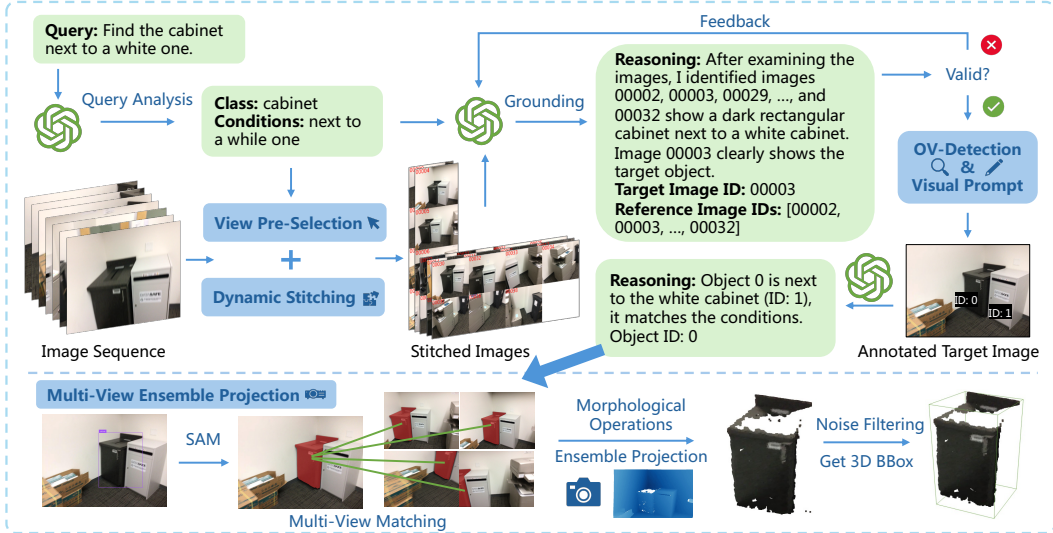 Query: Find the cabinet
next to a white one.
Query Analysis
Class: cabinet
Conditions: next to
a while one
Grounding
Feedback
Reasoning: After examining the
images, I identified images
00002, 00003, 00029, ..., and
00032 show a dark rectangular
cabinet next to a white cabinet.
Image 00003 clearly shows the
target object.
Target Image ID: 00003
Reference Image IDs: [00002,
00003, ..., 00032]
Valid?
OV-Detection
&
Visual Prompt
View Pre-Selection
+
Dynamic Stitching
Image Sequence
Stitched Images
Reasoning: Object 0 is next
to the white cabinet (ID: 1),
it matches the conditions.
Object ID: 0
ID: 0
ID: 1
Annotated Target Image
Multi-View Ensemble Projection
SAM
Multi-View Matching
Morphological
Operations
Ensemble Projection
Noise Filtering
Get 3D BBox